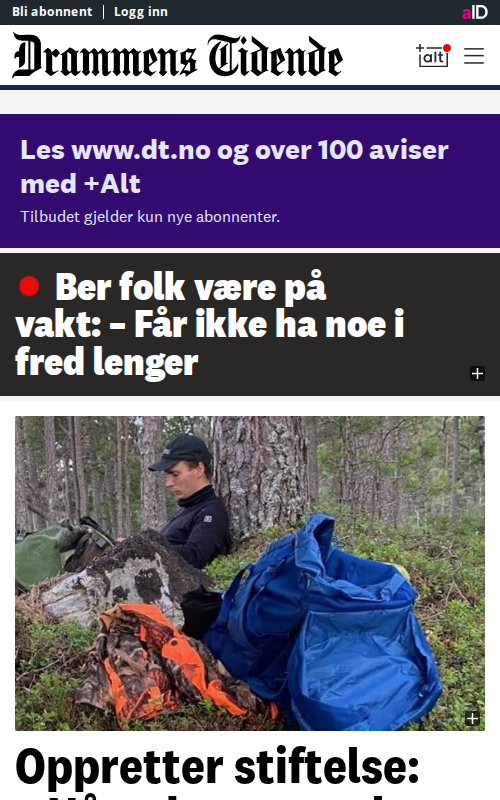 Bli abonnent | Logg inn
aID
Drammens Tidende
+alt
Les www.dt.no og over 100 aviser
med +Alt
Tilbudet gjelder kun nye abonnenter.
Ber folk være på
vakt: – Får ikke ha noe i
fred lenger
Oppretter stiftelse: